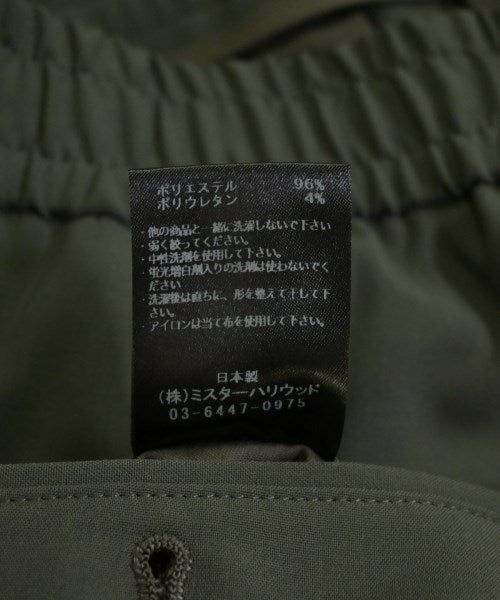 ポリエステル 96%
ポリウレタン 4%
・他の商品と一緒に洗濯しないで下さい
・弱く絞ってください。
・中性洗剤を使用して下さい。
・蛍光増白剤入りの洗剤は使わないでください
・洗濯後は直ちに、形を整えて干して下さい。
・アイロンは当て布を使用して下さい。
日本製
(株)ミスターハリウッド
03-6447-0975